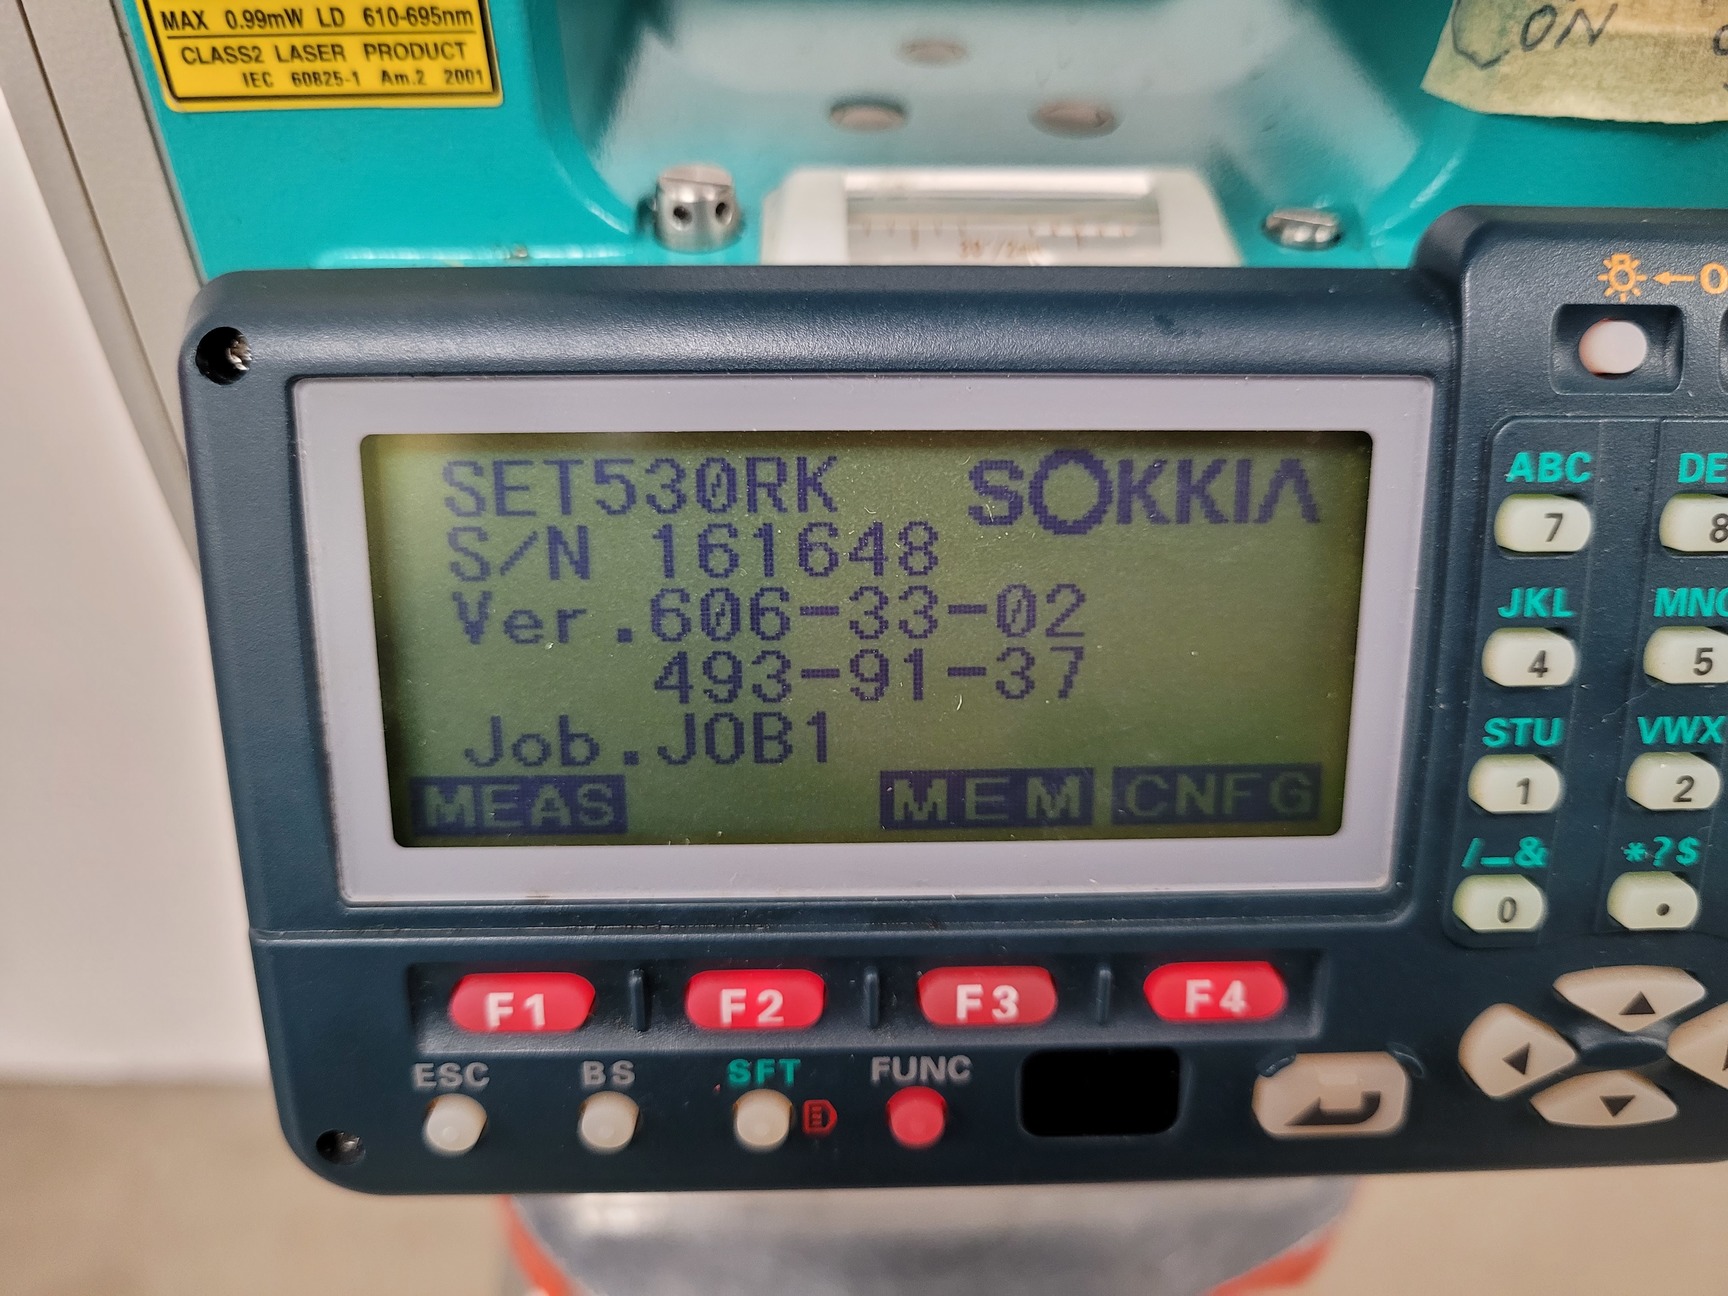 MAX 0.99mW LD 610-695nm
CLASS2 LASER PRODUCT
IEC 60825-1 Am.2 2001
ON
SET530RK SOKKIA
S/N 161648
Ver.606-33-02
493-91-37
Job.JOB1
MEAS MEM CNFG
ABC
7 8
JKL
4 5
STU VWX
1 2
/_& *?$
0 .
F1 F2 F3 F4
ESC BS SFT FUNC